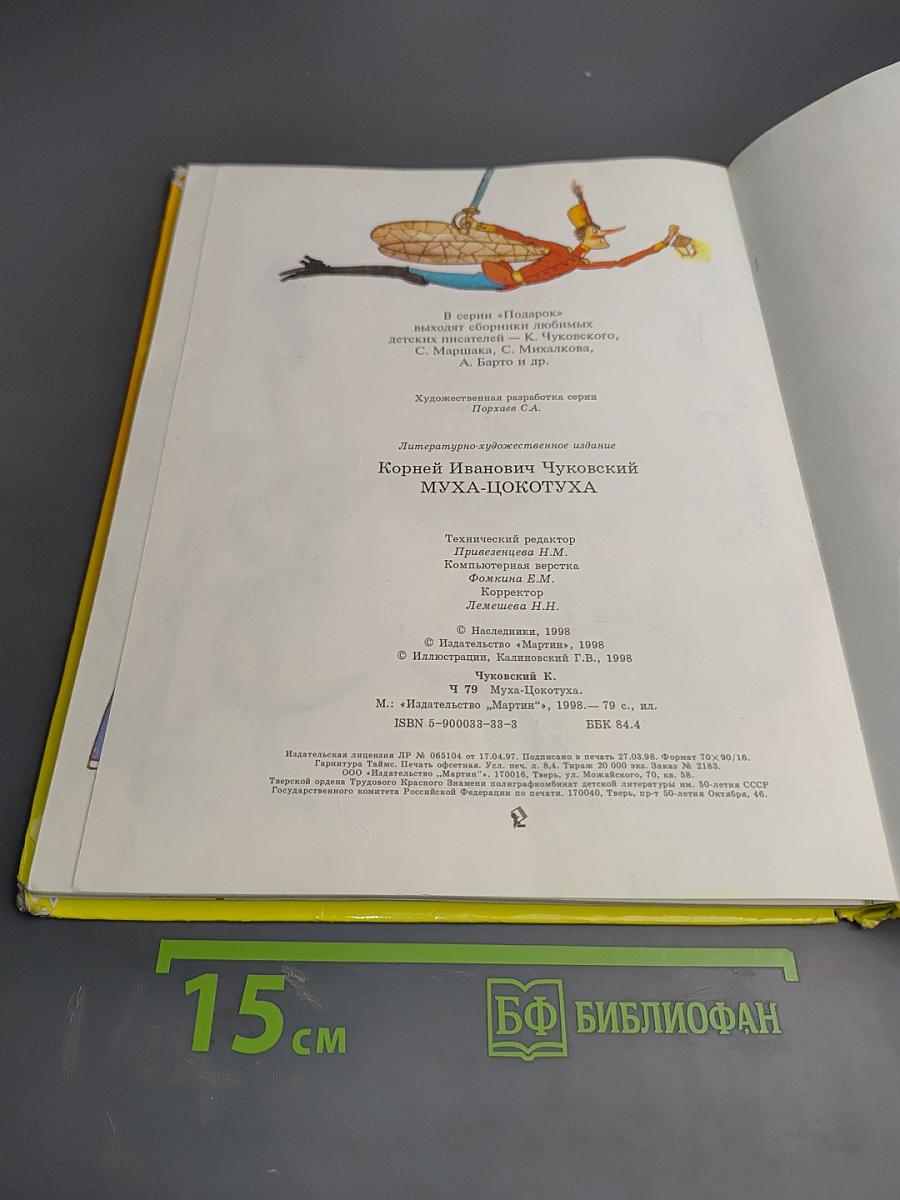 В серии «Подарок»
выходят сборники любимых
детских писателей — К. Чуковского,
С. Маршака, С. Михалкова,
А. Барто и др.
Художественная разработка серии
Порхаев С.А.
Литературно-художественное издание
Корней Иванович Чуковский
МУХА-ЦОКОТУХА
Технический редактор
Привезенцева Н.М.
Компьютерная верстка
Фомкина Е.М.
Корректор
Лемешева Н.Н.
© Наследники, 1998
© Издательство «Мартин», 1998
© Иллюстрации, Калиновский Г.В., 1998
Чуковский К.
Ч 79 Муха-Цокотуха.
М.: «Издательство „Мартин“», 1998.— 79 с., ил.
ISBN 5-900033-33-3 ББК 84.4
Издательская лицензия ЛР № 065104 от 17.04.97. Подписано в печать 27.03.98. Формат 70×90/16.
Гарнитура Таймс. Печать офсетная. Усл. печ. л. 8,4. Тираж 20 000 экз. Заказ № 2183.
ООО «Издательство „Мартин“». 170016, Тверь, ул. Можайского, 70, кв. 58.
Тверской ордена Трудового Красного Знамени полиграфкомбинат детской литературы им. 50-летия СССР
Государственного комитета Российской Федерации по печати. 170040, Тверь, пр-т 50-летия Октября, 46.
15 см
БФ БИБЛИОФАН